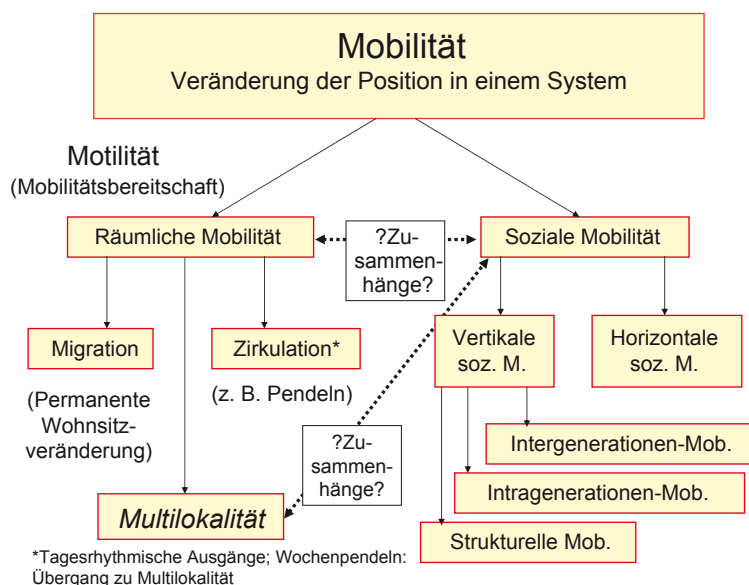 Mobilität
Veränderung der Position in einem System
Motilität
(Mobilitätsbereitschaft)
Räumliche Mobilität
?Zu-
sammen-
hänge?
Soziale Mobilität
Migration
Zirkulation*
Vertikale
soz. M.
Horizontale
soz. M.
(Permanente
Wohnsitz-
veränderung)
(z. B. Pendeln)
?Zu-
sammen-
hänge?
Intergenerationen-Mob.
Intragenerationen-Mob.
Multilokalität
Strukturelle Mob.
*Tagesrhythmische Ausgänge; Wochenpendeln:
Übergang zu Multilokalität